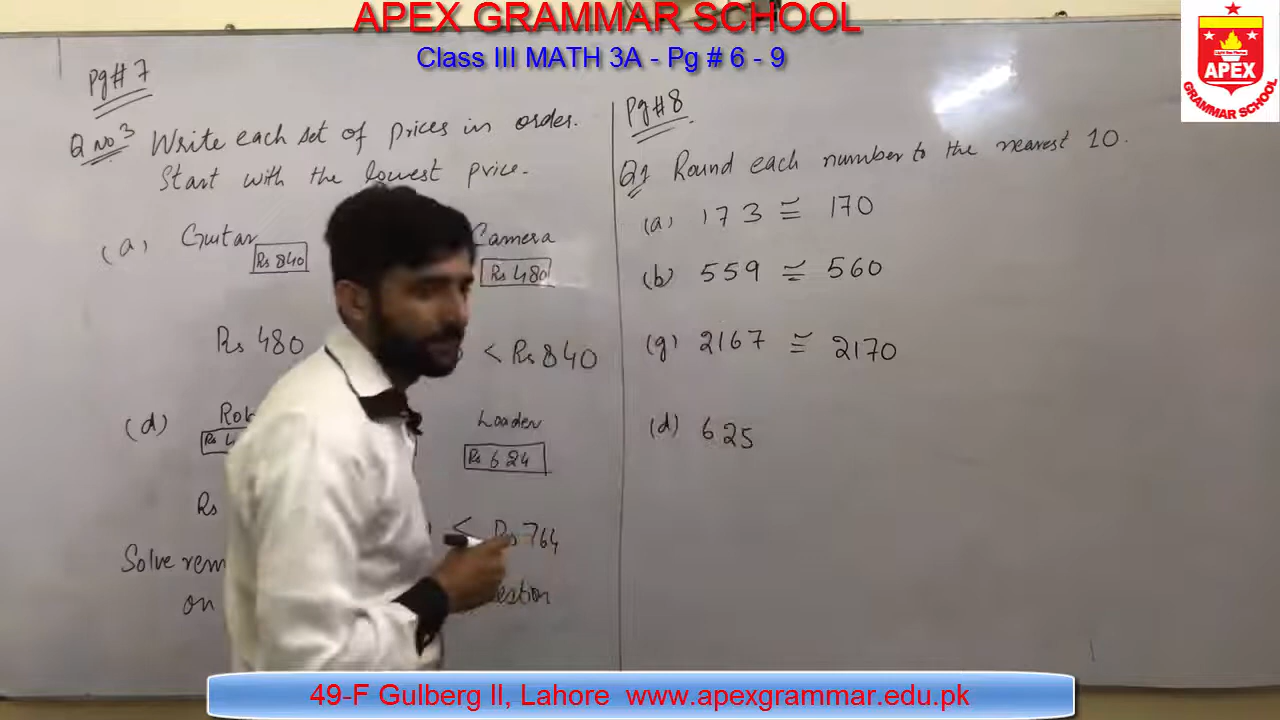 APEX GRAMMAR SCHOOL
Class III MATH 3A - Pg # 6 - 9
APEX
GRAMMAR SCHOOL
Pg# 7
Q No 3 Write each set of prices in order.
Start with the lowest price.
(a) Guitar Camera
Rs 840 Rs 480
Rs 480 < Rs 840
(d) Loader
Rs 624
Rs < Rs 764
Solve
on
Pg# 8
Q1 Round each number to the nearest 10.
(a) 173 ≅ 170
(b) 559 ≅ 560
(g) 2167 ≅ 2170
(d) 625
49-F Gulberg II, Lahore www.apexgrammar.edu.pk